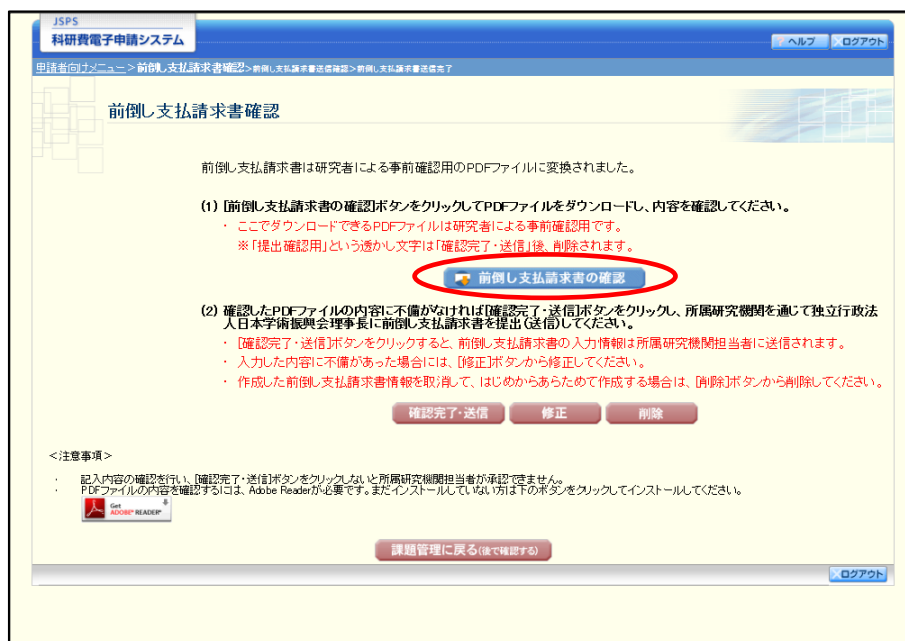 JSPS
科研費電子申請システム
ヘルプ
ログアウト
申請者向けメニュー>前倒し支払請求書確認>前倒し支払請求書送信確認>前倒し支払請求書送信完了
前倒し支払請求書確認
前倒し支払請求書は研究者による事前確認用のPDFファイルに変換されました。
(1) [前倒し支払請求書の確認]ボタンをクリックしてPDFファイルをダウンロードし、内容を確認してください。
・ ここでダウンロードできるPDFファイルは研究者による事前確認用です。
※「提出確認用」という透かし文字は「確認完了・送信」後、削除されます。
前倒し支払請求書の確認
(2) 確認したPDFファイルの内容に不備がなければ[確認完了・送信]ボタンをクリックし、所属研究機関を通じて独立行政法
人日本学術振興会理事長に前倒し支払請求書を提出(送信)してください。
・ [確認完了・送信]ボタンをクリックすると、前倒し支払請求書の入力情報は所属研究機関担当者に送信されます。
・ 入力した内容に不備があった場合には、[修正]ボタンから修正してください。
・ 作成した前倒し支払請求書情報を取消して、はじめからあらためて作成する場合は、[削除]ボタンから削除してください。
確認完了・送信
修正
削除
<注意事項>
・ 記入内容の確認を行い、[確認完了・送信]ボタンをクリックしないと所属研究機関担当者が承認できません。
・ PDFファイルの内容を確認するには、Adobe Readerが必要です。まだインストールしていない方は下のボタンをクリックしてインストールしてください。
Get
ADOBE® READER®
課題管理に戻る(後で確認する)
ログアウト